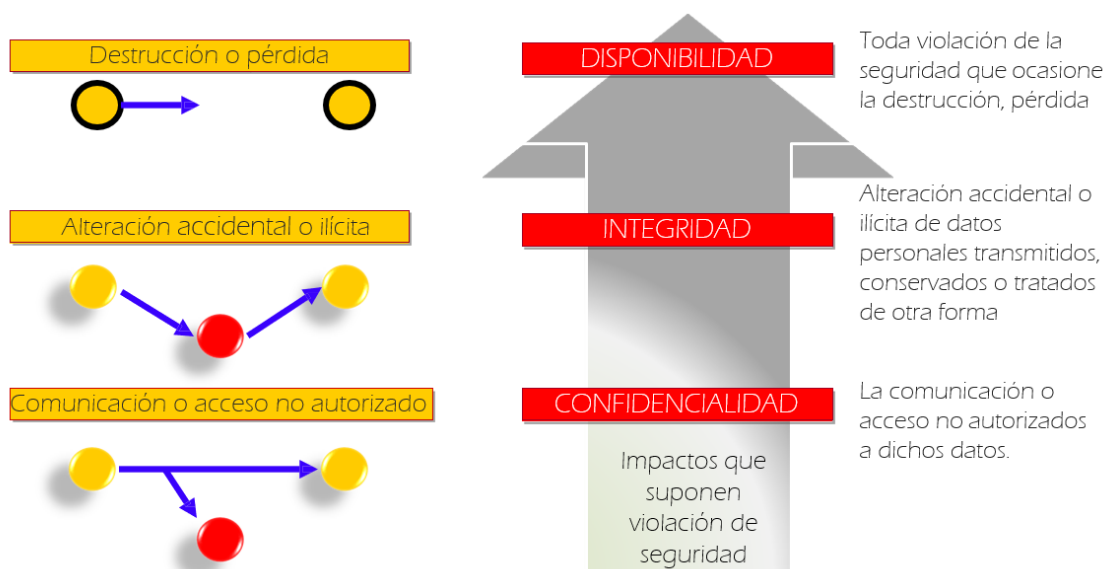 Destrucción o pérdida
DISPONIBILIDAD
Toda violación de la
seguridad que ocasione
la destrucción, pérdida
Alteración accidental o ilícita
INTEGRIDAD
Alteración accidental o
ilícita de datos
personales transmitidos,
conservados o tratados
de otra forma
Comunicación o acceso no autorizado
CONFIDENCIALIDAD
La comunicación o
acceso no autorizados
a dichos datos.
Impactos que
suponen
violación de
seguridad